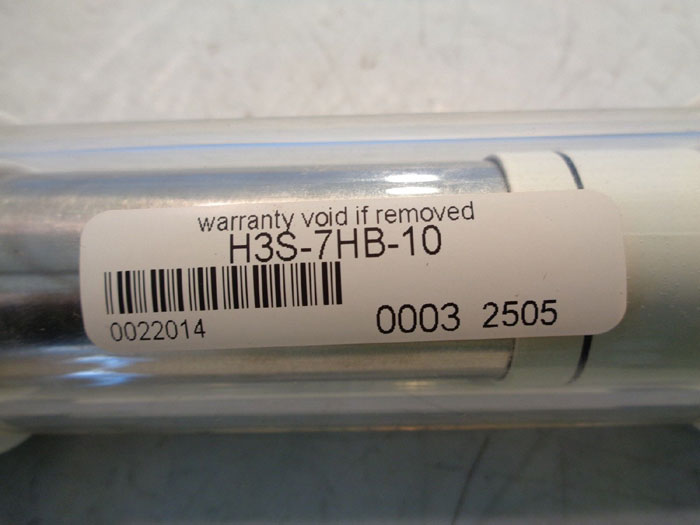 warranty void if removed
H3S-7HB-10
0022014
0003 2505